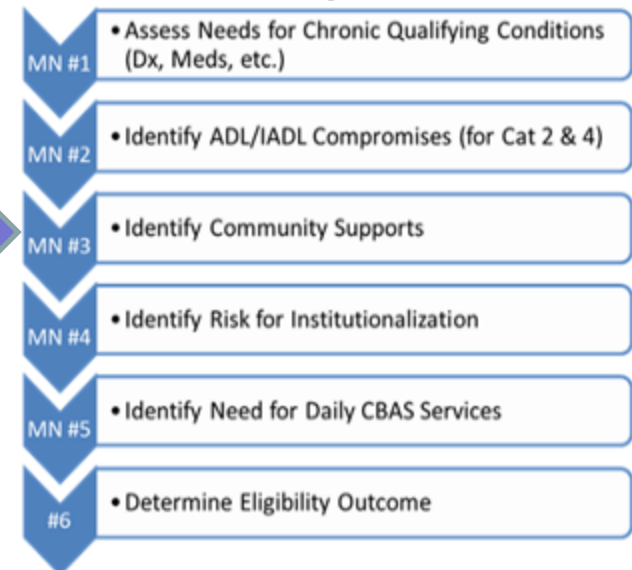 MN #1
• Assess Needs for Chronic Qualifying Conditions
(Dx, Meds, etc.)
MN #2
• Identify ADL/IADL Compromises (for Cat 2 & 4)
MN #3
• Identify Community Supports
MN #4
• Identify Risk for Institutionalization
MN #5
• Identify Need for Daily CBAS Services
#6
• Determine Eligibility Outcome